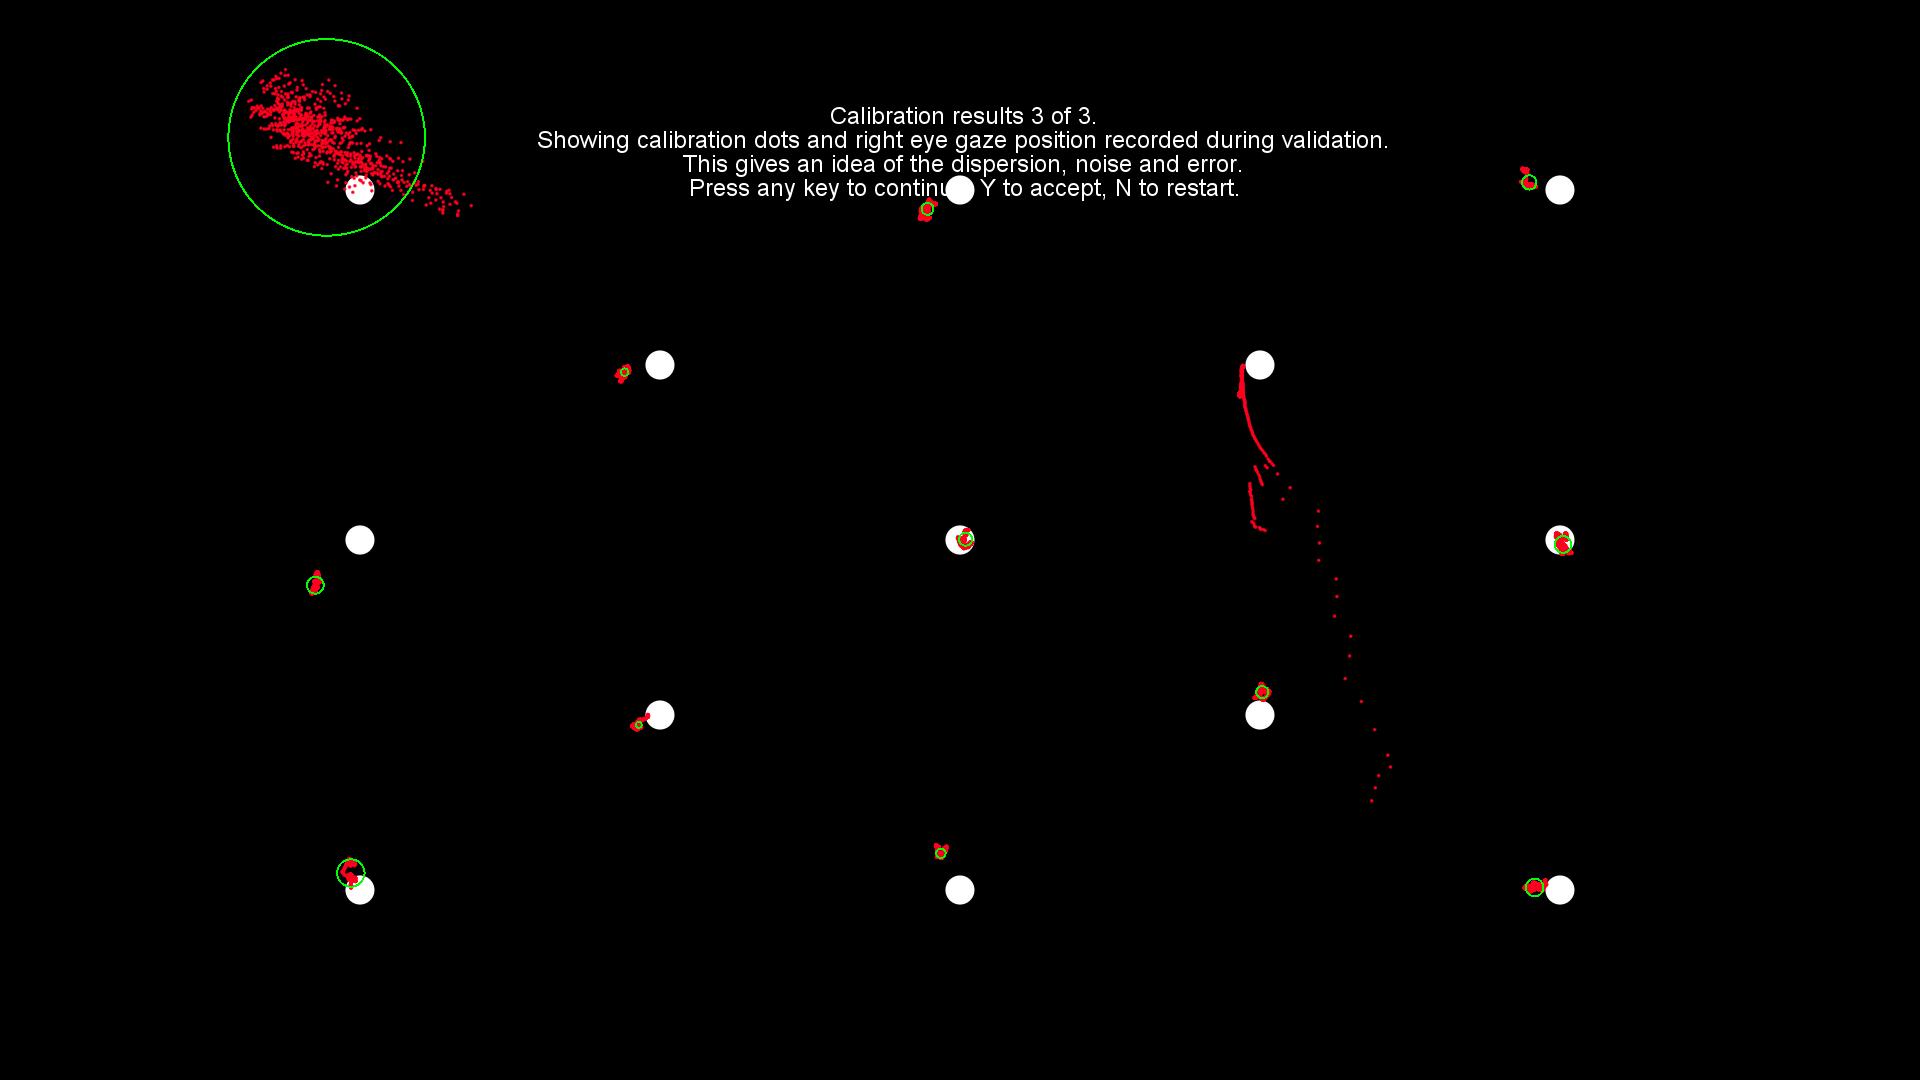 Calibration results 3 of 3.
Showing calibration dots and right eye gaze position recorded during validation.
This gives an idea of the dispersion, noise and error.
Press any key to continu Y to accept, N to restart.